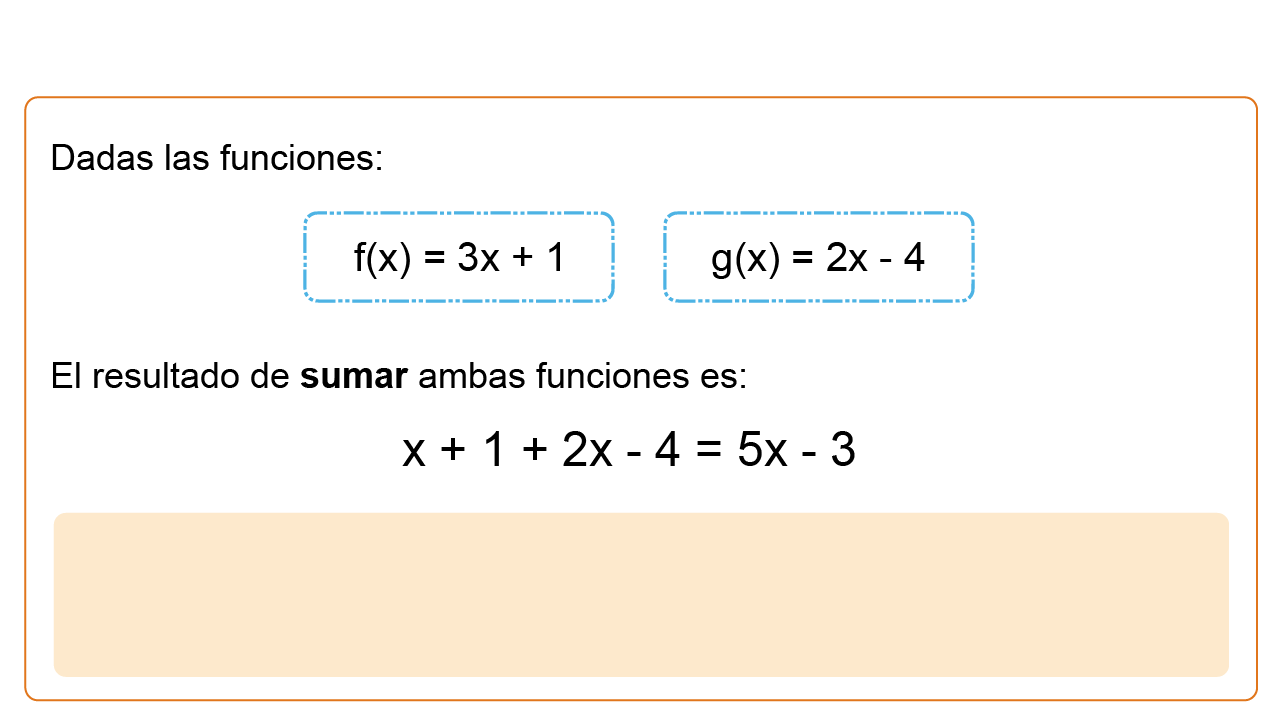 Dadas las funciones:
f(x) = 3x + 1 g(x) = 2x - 4
El resultado de sumar ambas funciones es:
x + 1 + 2x - 4 = 5x - 3